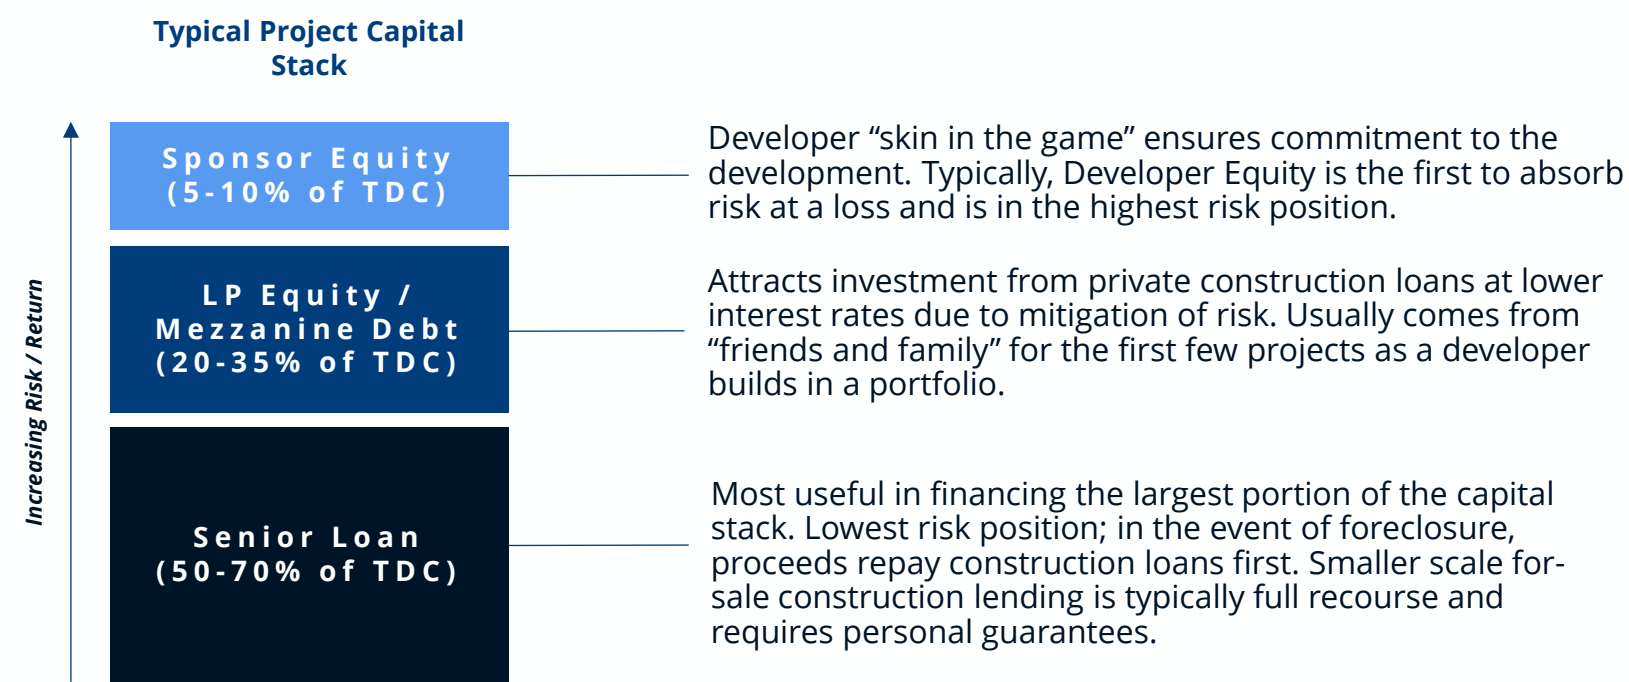 Typical Project Capital
Stack
Sponsor Equity
(5-10% of TDC)
Developer “skin in the game” ensures commitment to the
development. Typically, Developer Equity is the first to absorb
risk at a loss and is in the highest risk position.
LP Equity /
Mezzanine Debt
(20-35% of TDC)
Attracts investment from private construction loans at lower
interest rates due to mitigation of risk. Usually comes from
“friends and family” for the first few projects as a developer
builds in a portfolio.
Increasing Risk / Return
Senior Loan
(50-70% of TDC)
Most useful in financing the largest portion of the capital
stack. Lowest risk position; in the event of foreclosure,
proceeds repay construction loans first. Smaller scale for-
sale construction lending is typically full recourse and
requires personal guarantees.